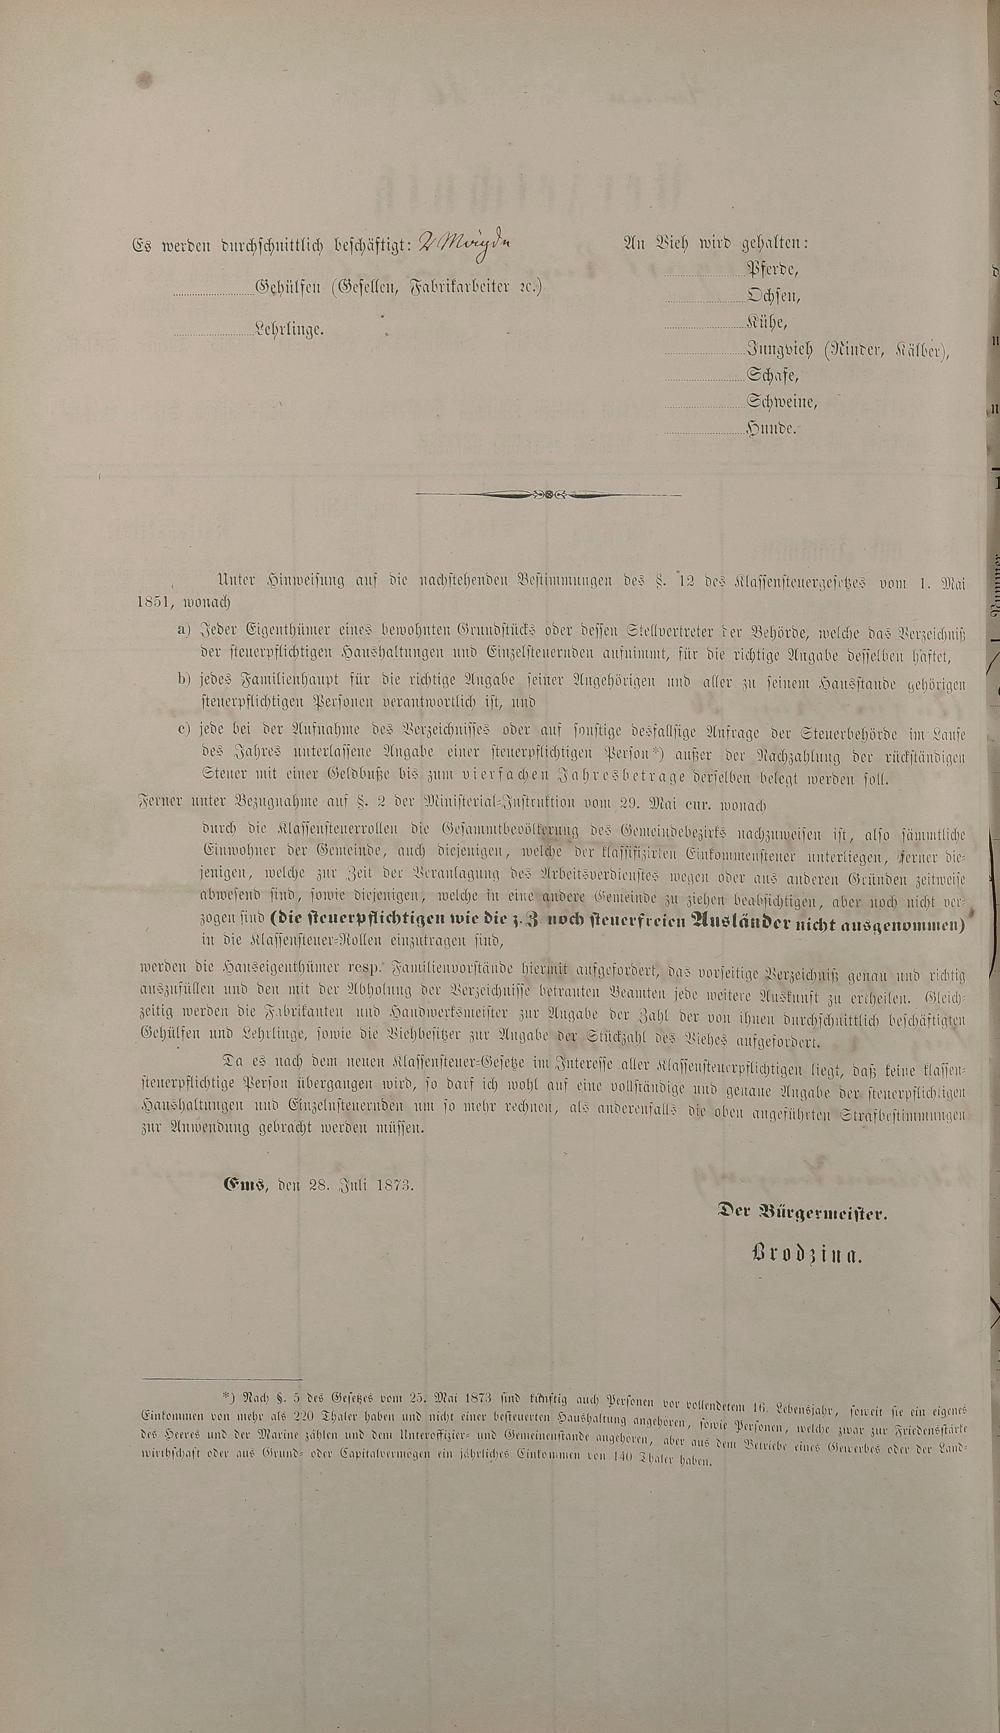 Es werden durchschnittlich beschäftigt: 2 Mägde
Gehülfen (Gesellen, Fabrikarbeiter ꝛc.)
Lehrlinge.
An Vieh wird gehalten:
Pferde,
Ochsen,
Kühe,
Jungvieh (Rinder, Kälber),
Schafe,
Schweine,
Hunde.
Unter Hinweisung auf die nachstehenden Bestimmungen des §. 12 des Klassensteuergesetzes vom 1. Mai
1851, wonach
a) Jeder Eigenthümer eines bewohnten Grundstücks oder dessen Stellvertreter der Behörde, welche das Verzeichniß
der steuerpflichtigen Haushaltungen und Einzelsteuernden aufnimmt, für die richtige Angabe desselben haftet,
b) jedes Familienhaupt für die richtige Angabe seiner Angehörigen und aller zu seinem Hausstande gehörigen
steuerpflichtigen Personen verantwortlich ist, und
c) jede bei der Aufnahme des Verzeichnisses oder auf sonstige desfallsige Anfrage der Steuerbehörde im Laufe
des Jahres unterlassene Angabe einer steuerpflichtigen Person*) außer der Nachzahlung der rückständigen
Steuer mit einer Geldbuße bis zum vierfachen Jahresbetrage derselben belegt werden soll.
Ferner unter Bezugnahme auf §. 2 der Ministerial-Instruktion vom 29. Mai cur. wonach
durch die Klassensteuerrollen die Gesammtbevölkerung des Gemeindebezirks nachzuweisen ist, also sämmtliche
Einwohner der Gemeinde, auch diejenigen, welche der klassifizirten Einkommensteuer unterliegen, ferner die-
jenigen, welche zur Zeit der Veranlagung des Arbeitsverdienstes wegen oder aus anderen Gründen zeitweise
abwesend sind, sowie diejenigen, welche in eine andere Gemeinde zu ziehen beabsichtigen, aber noch nicht ver-
zogen sind (die steuerpflichtigen wie die z. Z. noch steuerfreien Ausländer nicht ausgenommen)
in die Klassensteuer-Rollen einzutragen sind,
werden die Hauseigenthümer resp. Familienvorstände hiermit aufgefordert, das vorseitige Verzeichniß genau und richtig
auszufüllen und den mit der Abholung der Verzeichnisse betrauten Beamten jede weitere Auskunft zu ertheilen. Gleich-
zeitig werden die Fabrikanten und Handwerksmeister zur Angabe der Zahl der von ihnen durchschnittlich beschäftigten
Gehülfen und Lehrlinge, sowie die Viehbesitzer zur Angabe der Stückzahl des Viehes aufgefordert.
Da es nach dem neuen Klassensteuer-Gesetze im Interesse aller Klassensteuerpflichtigen liegt, daß keine klassen-
steuerpflichtige Person übergangen wird, so darf ich wohl auf eine vollständige und genaue Angabe der steuerpflichtigen
Haushaltungen und Einzelnsteuernden um so mehr rechnen, als anderenfalls die oben angeführten Strafbestimmungen
zur Anwendung gebracht werden müssen.
Ems, den 28. Juli 1873.
Der Bürgermeister.
Brodzina.
*) Nach §. 5 des Gesetzes vom 25. Mai 1873 sind künftig auch Personen vor vollendetem 16. Lebensjahr, soweit sie ein eigenes
Einkommen von mehr als 220 Thaler haben und nicht einer besteuerten Haushaltung angehören, sowie Personen, welche zwar zur Friedensstärke
des Heeres und der Marine zählen und dem Unteroffizier- und Gemeinenstande angehören, aber aus dem Betriebe eines Gewerbes oder der Land-
wirthschaft oder aus Grund- oder Capitalvermögen ein jährliches Einkommen von 140 Thaler haben.